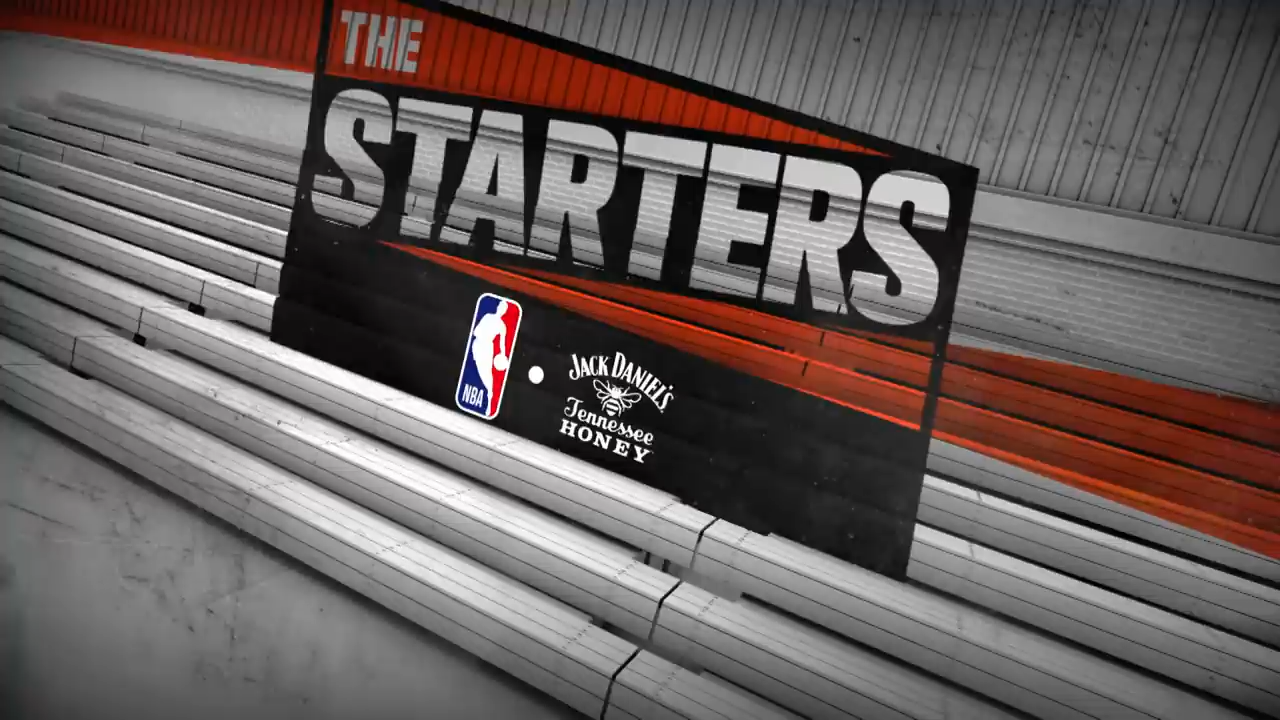 THE
STARTERS
NBA
JACK DANIEL'S
Tennessee
HONEY